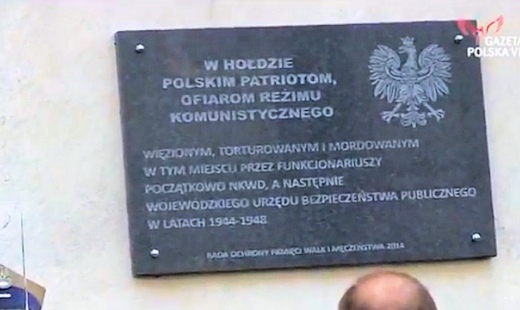 GAZETA
POLSKA V
W HOŁDZIE
POLSKIM PATRIOTOM,
OFIAROM REŻIMU
KOMUNISTYCZNEGO
WIĘZIONYM, TORTUROWANYM I MORDOWANYM
W TYM MIEJSCU PRZEZ FUNKCJONARIUSZY
POCZĄTKOWO NKWD, A NASTĘPNIE
WOJEWÓDZKIEGO URZĘDU BEZPIECZEŃSTWA PUBLICZNEGO
W LATACH 1944-1948
RADA OCHRONY PAMIĘCI WALK I MĘCZEŃSTWA 2014